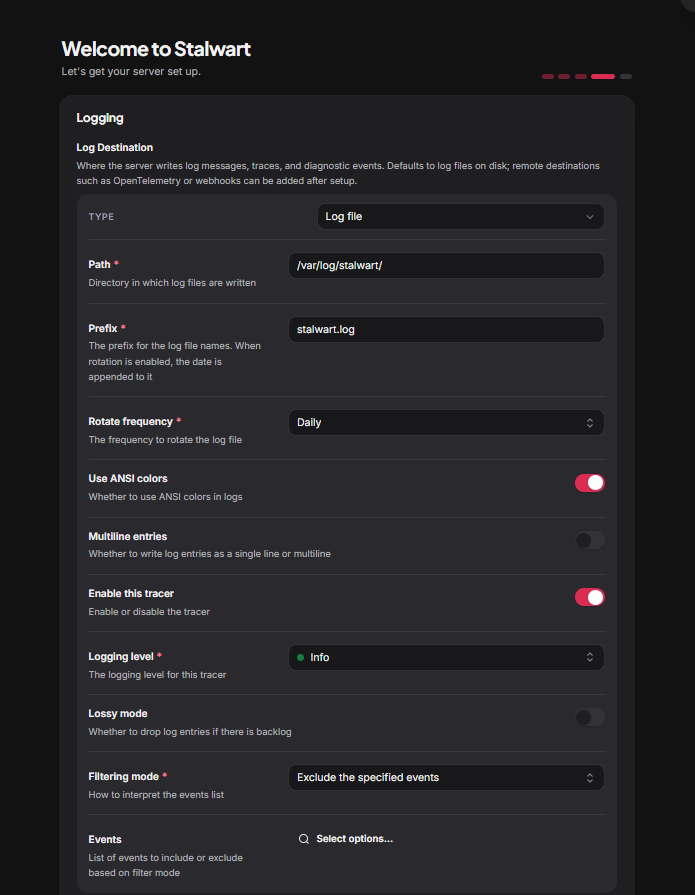 Welcome to Stalwart
Let's get your server set up.
Logging
Log Destination
Where the server writes log messages, traces, and diagnostic events. Defaults to log files on disk; remote destinations
such as OpenTelemetry or webhooks can be added after setup.
TYPE
Log file
Path *
/var/log/stalwart/
Directory in which log files are written
Prefix *
stalwart.log
The prefix for the log file names. When
rotation is enabled, the date is
appended to it
Rotate frequency *
Daily
The frequency to rotate the log file
Use ANSI colors
Whether to use ANSI colors in logs
Multiline entries
Whether to write log entries as a single line or multiline
Enable this tracer
Enable or disable the tracer
Logging level *
Info
The logging level for this tracer
Lossy mode
Whether to drop log entries if there is backlog
Filtering mode *
Exclude the specified events
How to interpret the events list
Events
Select options...
List of events to include or exclude
based on filter mode